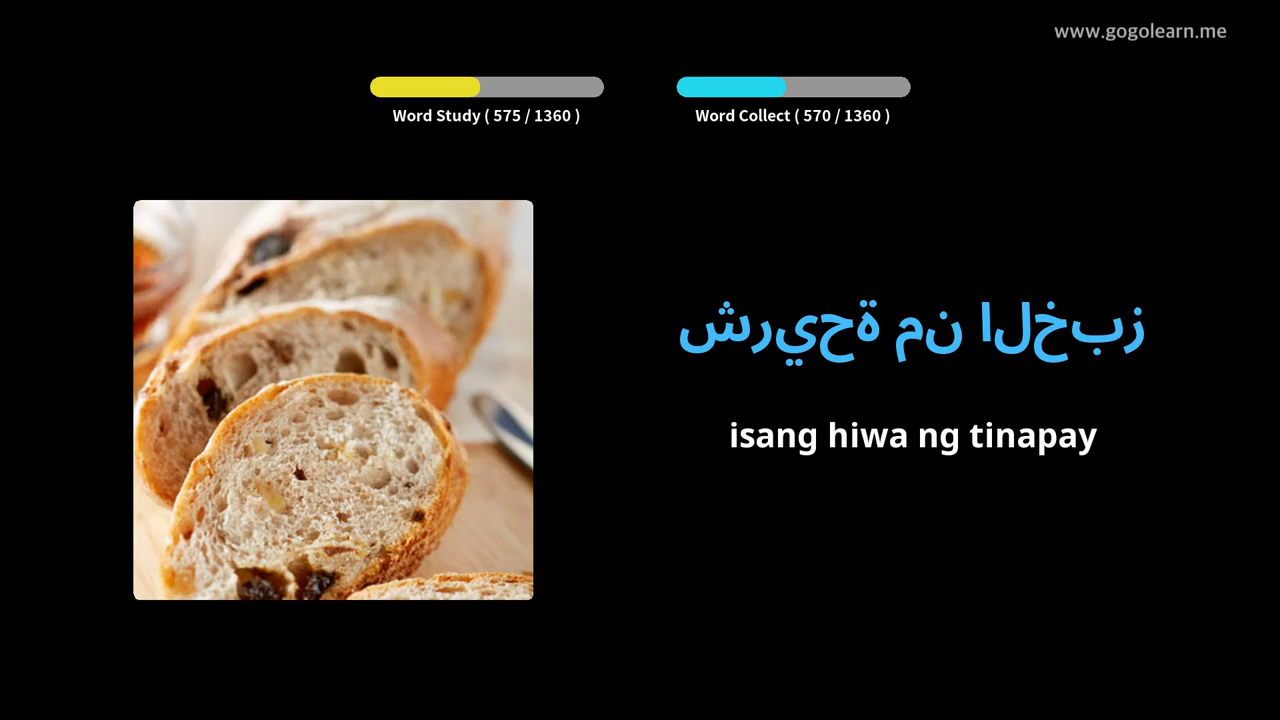 www.gogolearn.me
Word Study ( 575 / 1360 )
Word Collect ( 570 / 1360 )
شريحة من الخبز
isang hiwa ng tinapay